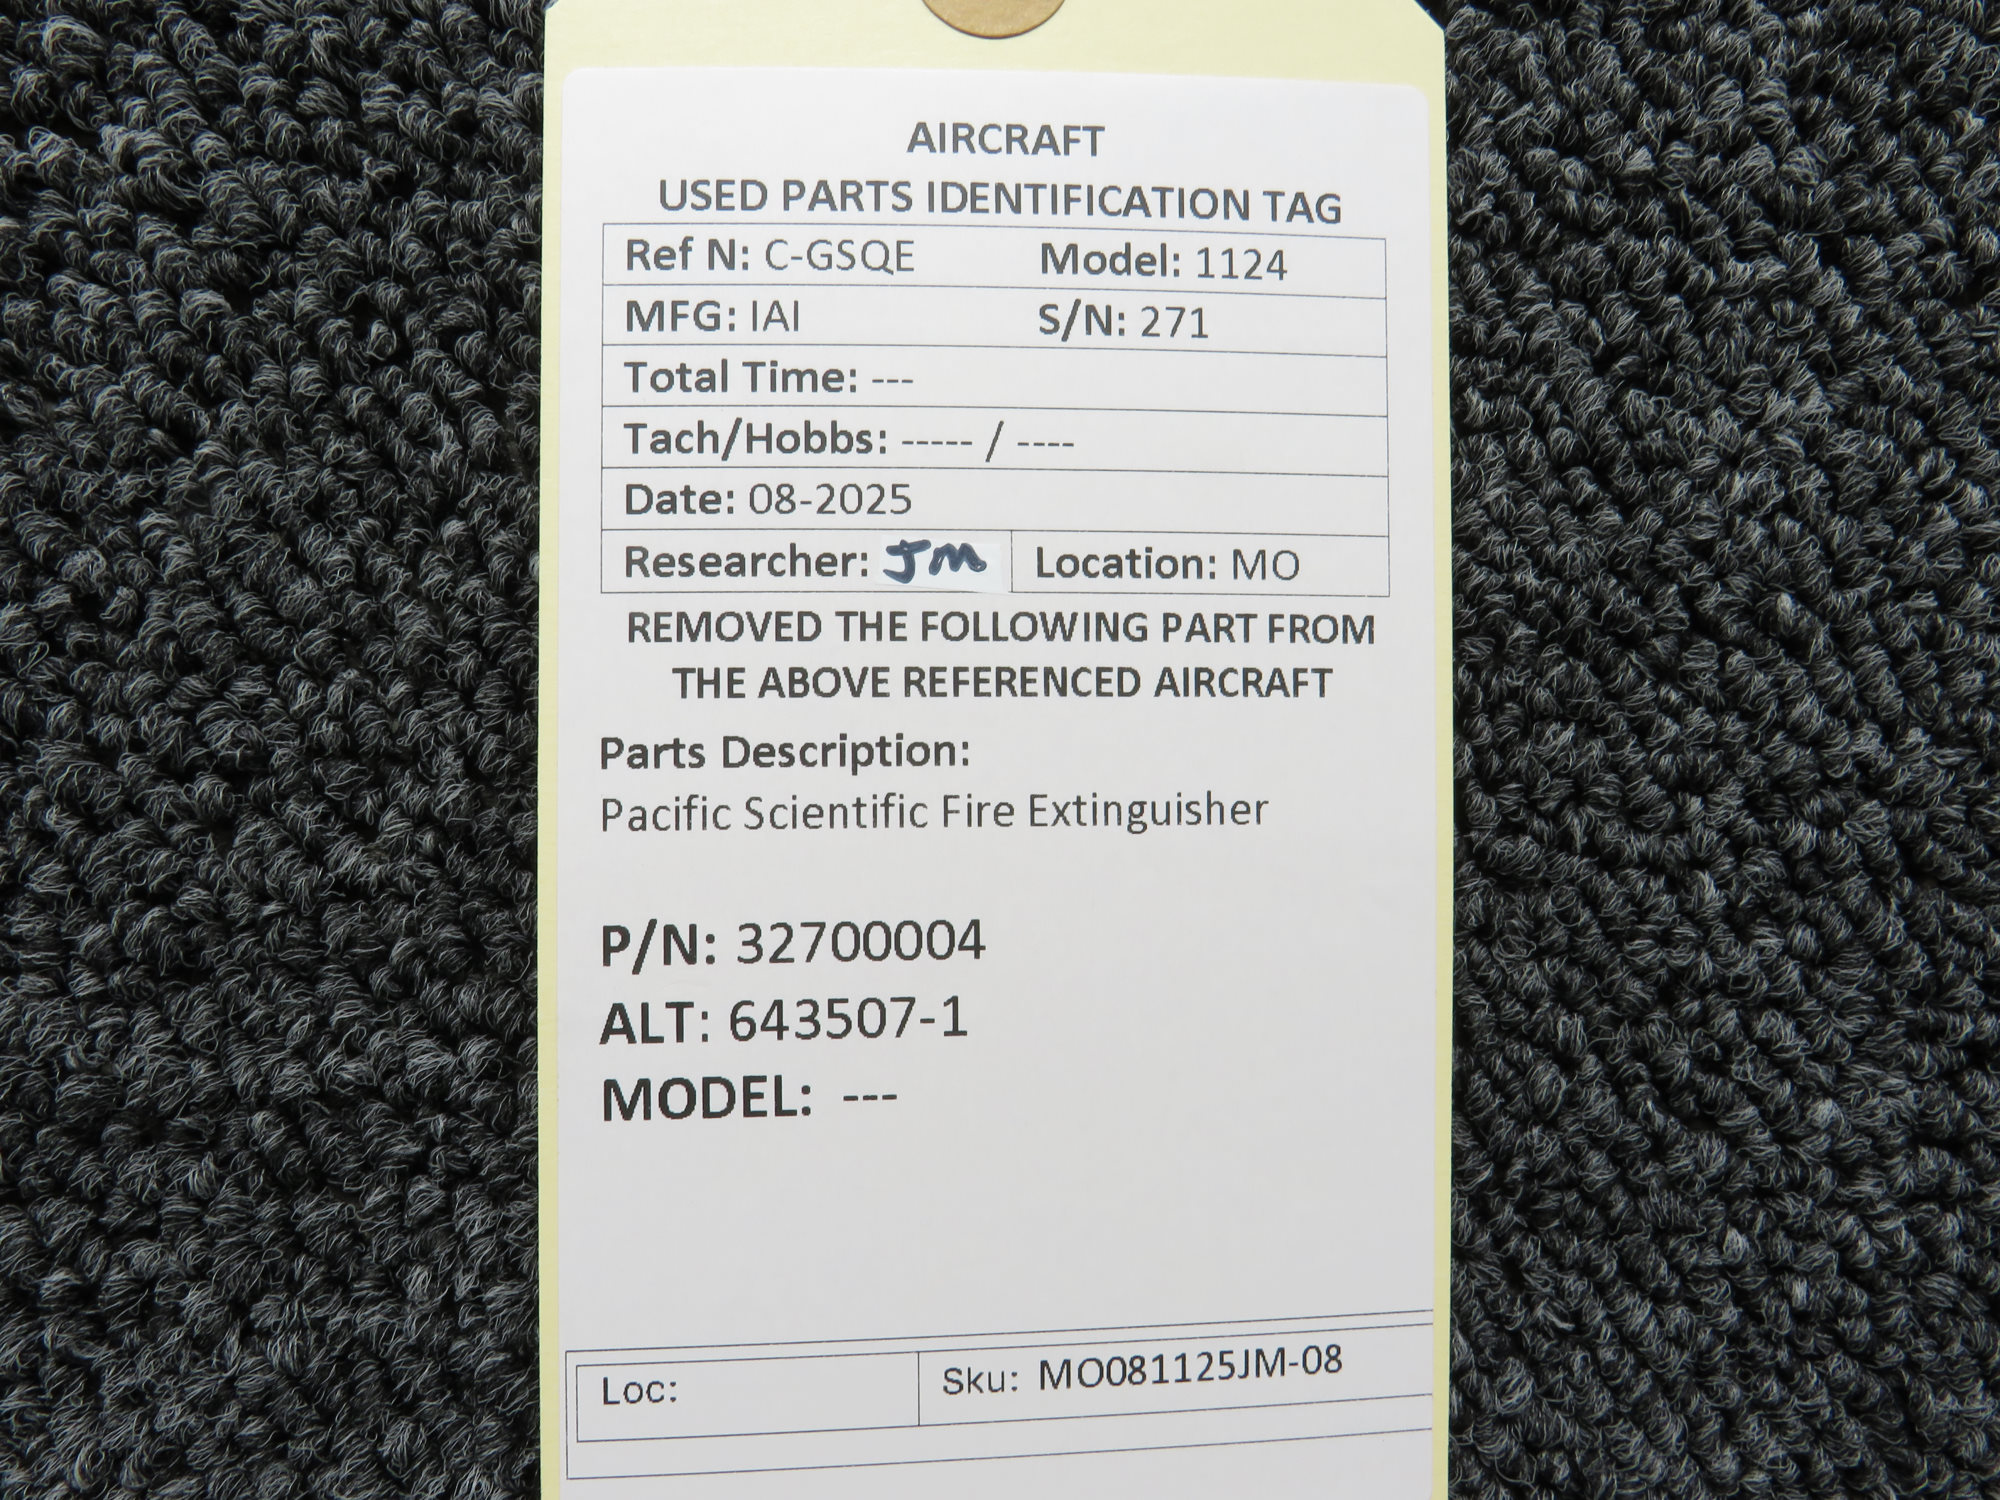 AIRCRAFT
USED PARTS IDENTIFICATION TAG
Ref N: C-GSQE Model: 1124
MFG: IAI S/N: 271
Total Time: ---
Tach/Hobbs: ----- / ----
Date: 08-2025
Researcher: JM Location: MO
REMOVED THE FOLLOWING PART FROM
THE ABOVE REFERENCED AIRCRAFT
Parts Description:
Pacific Scientific Fire Extinguisher
P/N: 32700004
ALT: 643507-1
MODEL: ---
Loc: Sku: MO081125JM-08